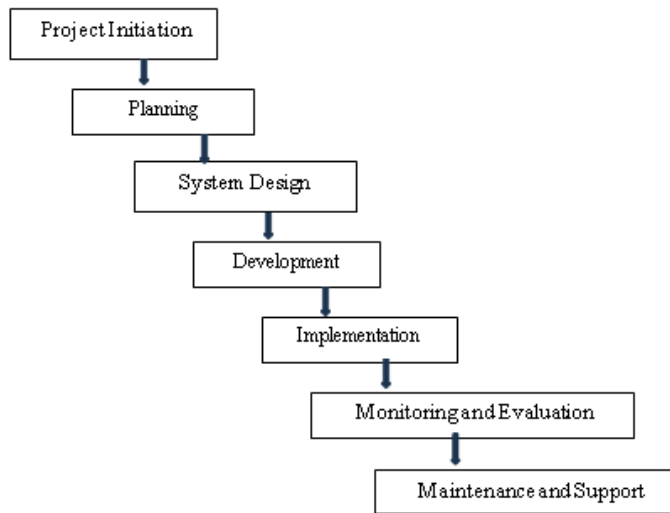 Project Initiation
Planning
System Design
Development
Implementation
Monitoring and Evaluation
Maintenance and Support